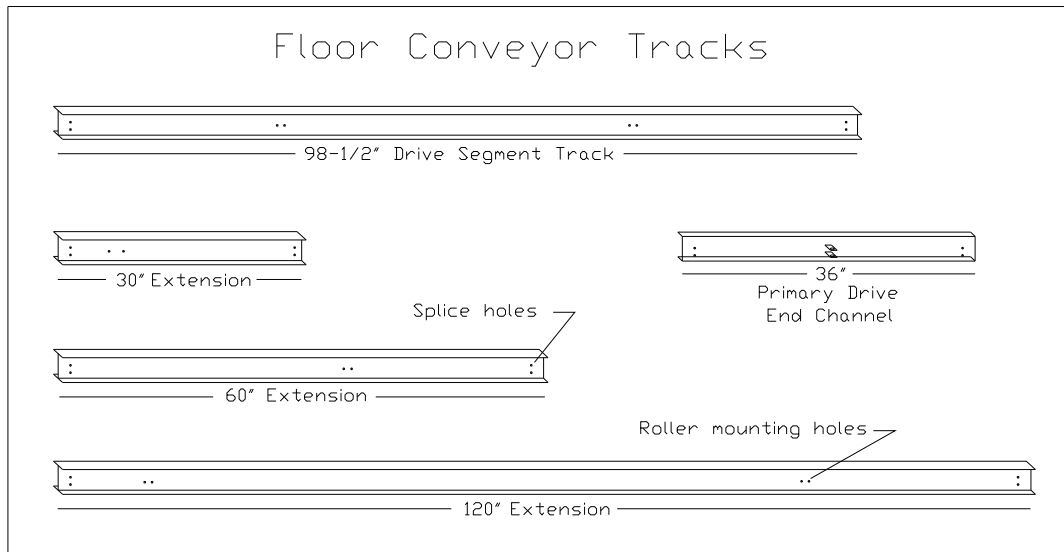 Floor Conveyor Tracks
98-1/2" Drive Segment Track
30" Extension
36"
Primary Drive
End Channel
Splice holes
60" Extension
Roller mounting holes
120" Extension